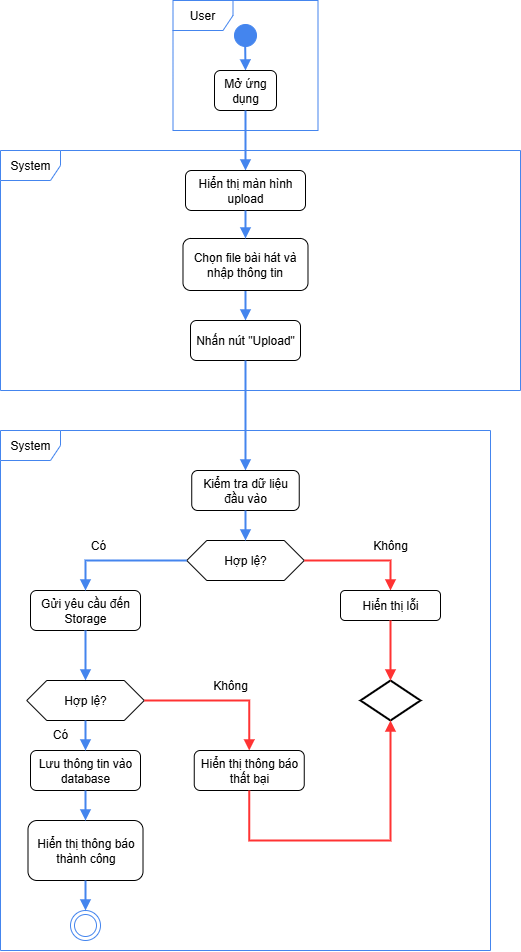 User
Mở ứng
dụng
System
Hiển thị màn hình
upload
Chọn file bài hát và
nhập thông tin
Nhấn nút "Upload"
System
Kiểm tra dữ liệu
đầu vào
Có
Hợp lệ?
Không
Gửi yêu cầu đến
Storage
Hiển thị lỗi
Hợp lệ?
Không
Có
Lưu thông tin vào
database
Hiển thị thông báo
thất bại
Hiển thị thông báo
thành công